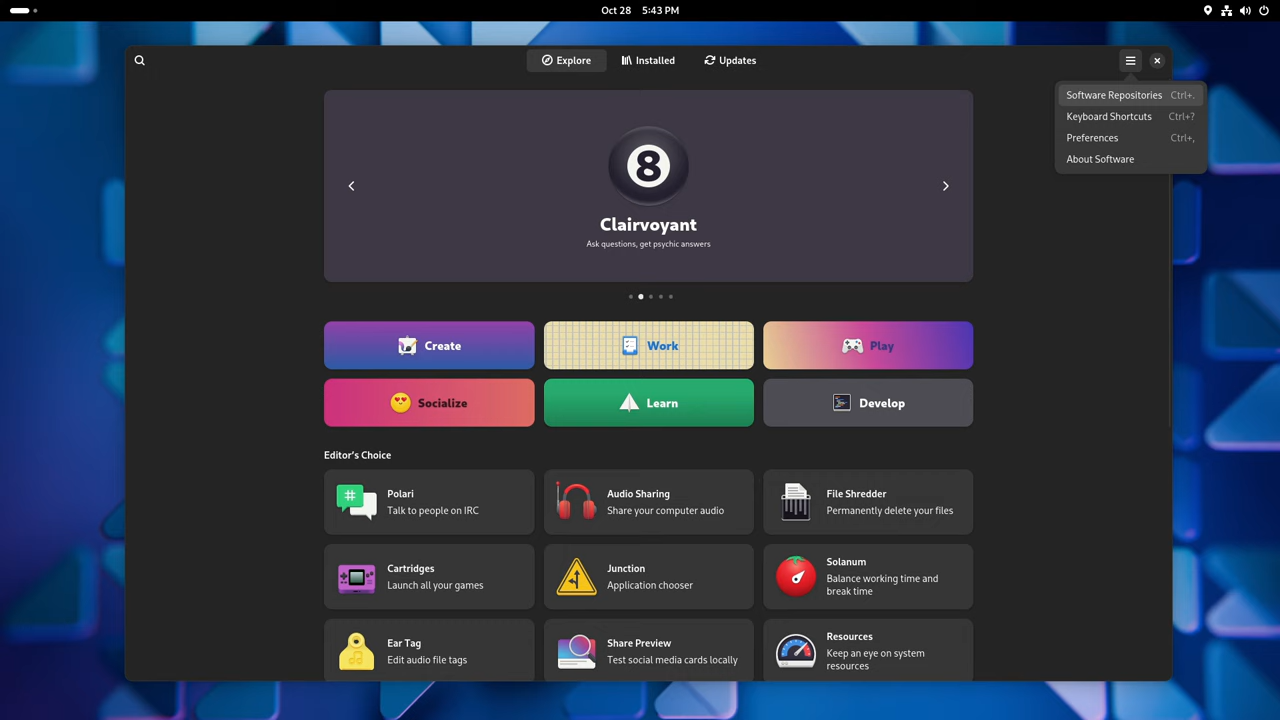 Oct 28 5:43 PM
Explore
Installed
Updates
Software Repositories Ctrl+.
Keyboard Shortcuts Ctrl+?
Preferences Ctrl+,
About Software
8
Clairvoyant
Ask questions, get psychic answers
Create
Work
Play
Socialize
Learn
Develop
Editor's Choice
Polari
Talk to people on IRC
Audio Sharing
Share your computer audio
File Shredder
Permanently delete your files
Cartridges
Launch all your games
Junction
Application chooser
Solanum
Balance working time and
break time
Ear Tag
Edit audio file tags
Share Preview
Test social media cards locally
Resources
Keep an eye on system
resources